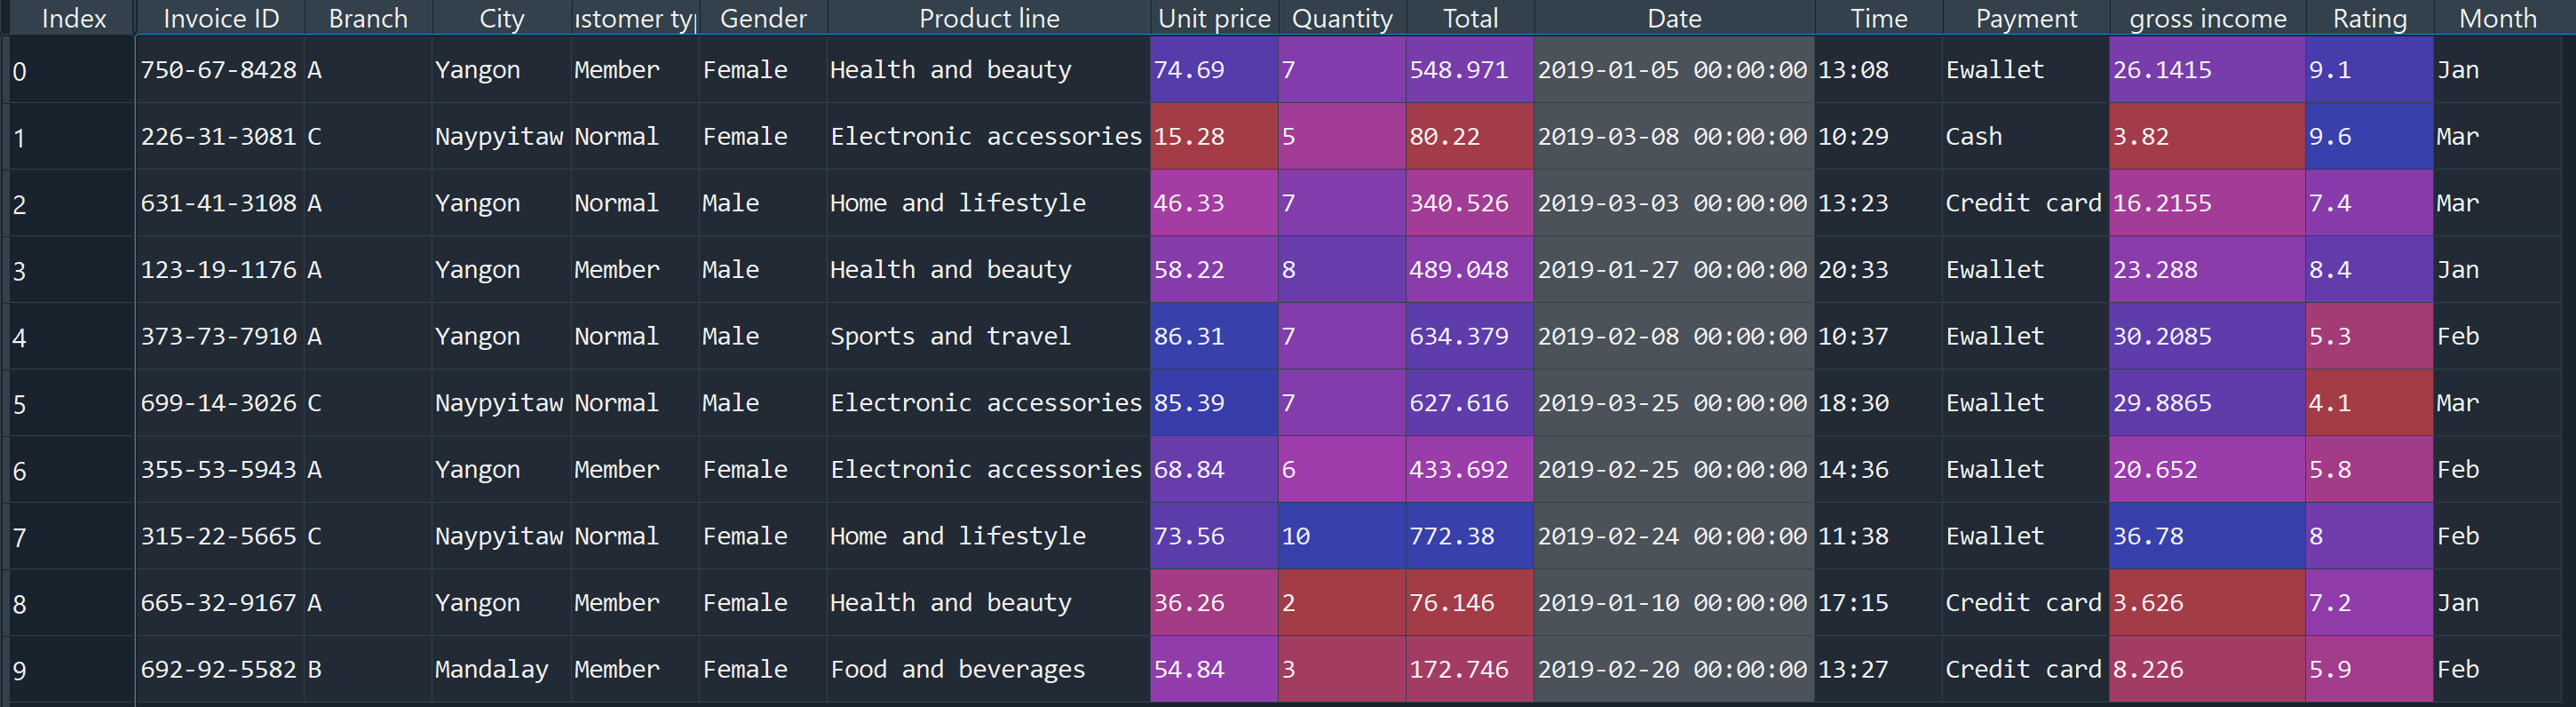 Index Invoice ID Branch City ustomer typ Gender Product line Unit price Quantity Total Date Time Payment gross income Rating Month
0 750-67-8428 A Yangon Member Female Health and beauty 74.69 7 548.971 2019-01-05 00:00:00 13:08 Ewallet 26.1415 9.1 Jan
1 226-31-3081 C Naypyitaw Normal Female Electronic accessories 15.28 5 80.22 2019-03-08 00:00:00 10:29 Cash 3.82 9.6 Mar
2 631-41-3108 A Yangon Normal Male Home and lifestyle 46.33 7 340.526 2019-03-03 00:00:00 13:23 Credit card 16.2155 7.4 Mar
3 123-19-1176 A Yangon Member Male Health and beauty 58.22 8 489.048 2019-01-27 00:00:00 20:33 Ewallet 23.288 8.4 Jan
4 373-73-7910 A Yangon Normal Male Sports and travel 86.31 7 634.379 2019-02-08 00:00:00 10:37 Ewallet 30.2085 5.3 Feb
5 699-14-3026 C Naypyitaw Normal Male Electronic accessories 85.39 7 627.616 2019-03-25 00:00:00 18:30 Ewallet 29.8865 4.1 Mar
6 355-53-5943 A Yangon Member Female Electronic accessories 68.84 6 433.692 2019-02-25 00:00:00 14:36 Ewallet 20.652 5.8 Feb
7 315-22-5665 C Naypyitaw Normal Female Home and lifestyle 73.56 10 772.38 2019-02-24 00:00:00 11:38 Ewallet 36.78 8 Feb
8 665-32-9167 A Yangon Member Female Health and beauty 36.26 2 76.146 2019-01-10 00:00:00 17:15 Credit card 3.626 7.2 Jan
9 692-92-5582 B Mandalay Member Female Food and beverages 54.84 3 172.746 2019-02-20 00:00:00 13:27 Credit card 8.226 5.9 Feb